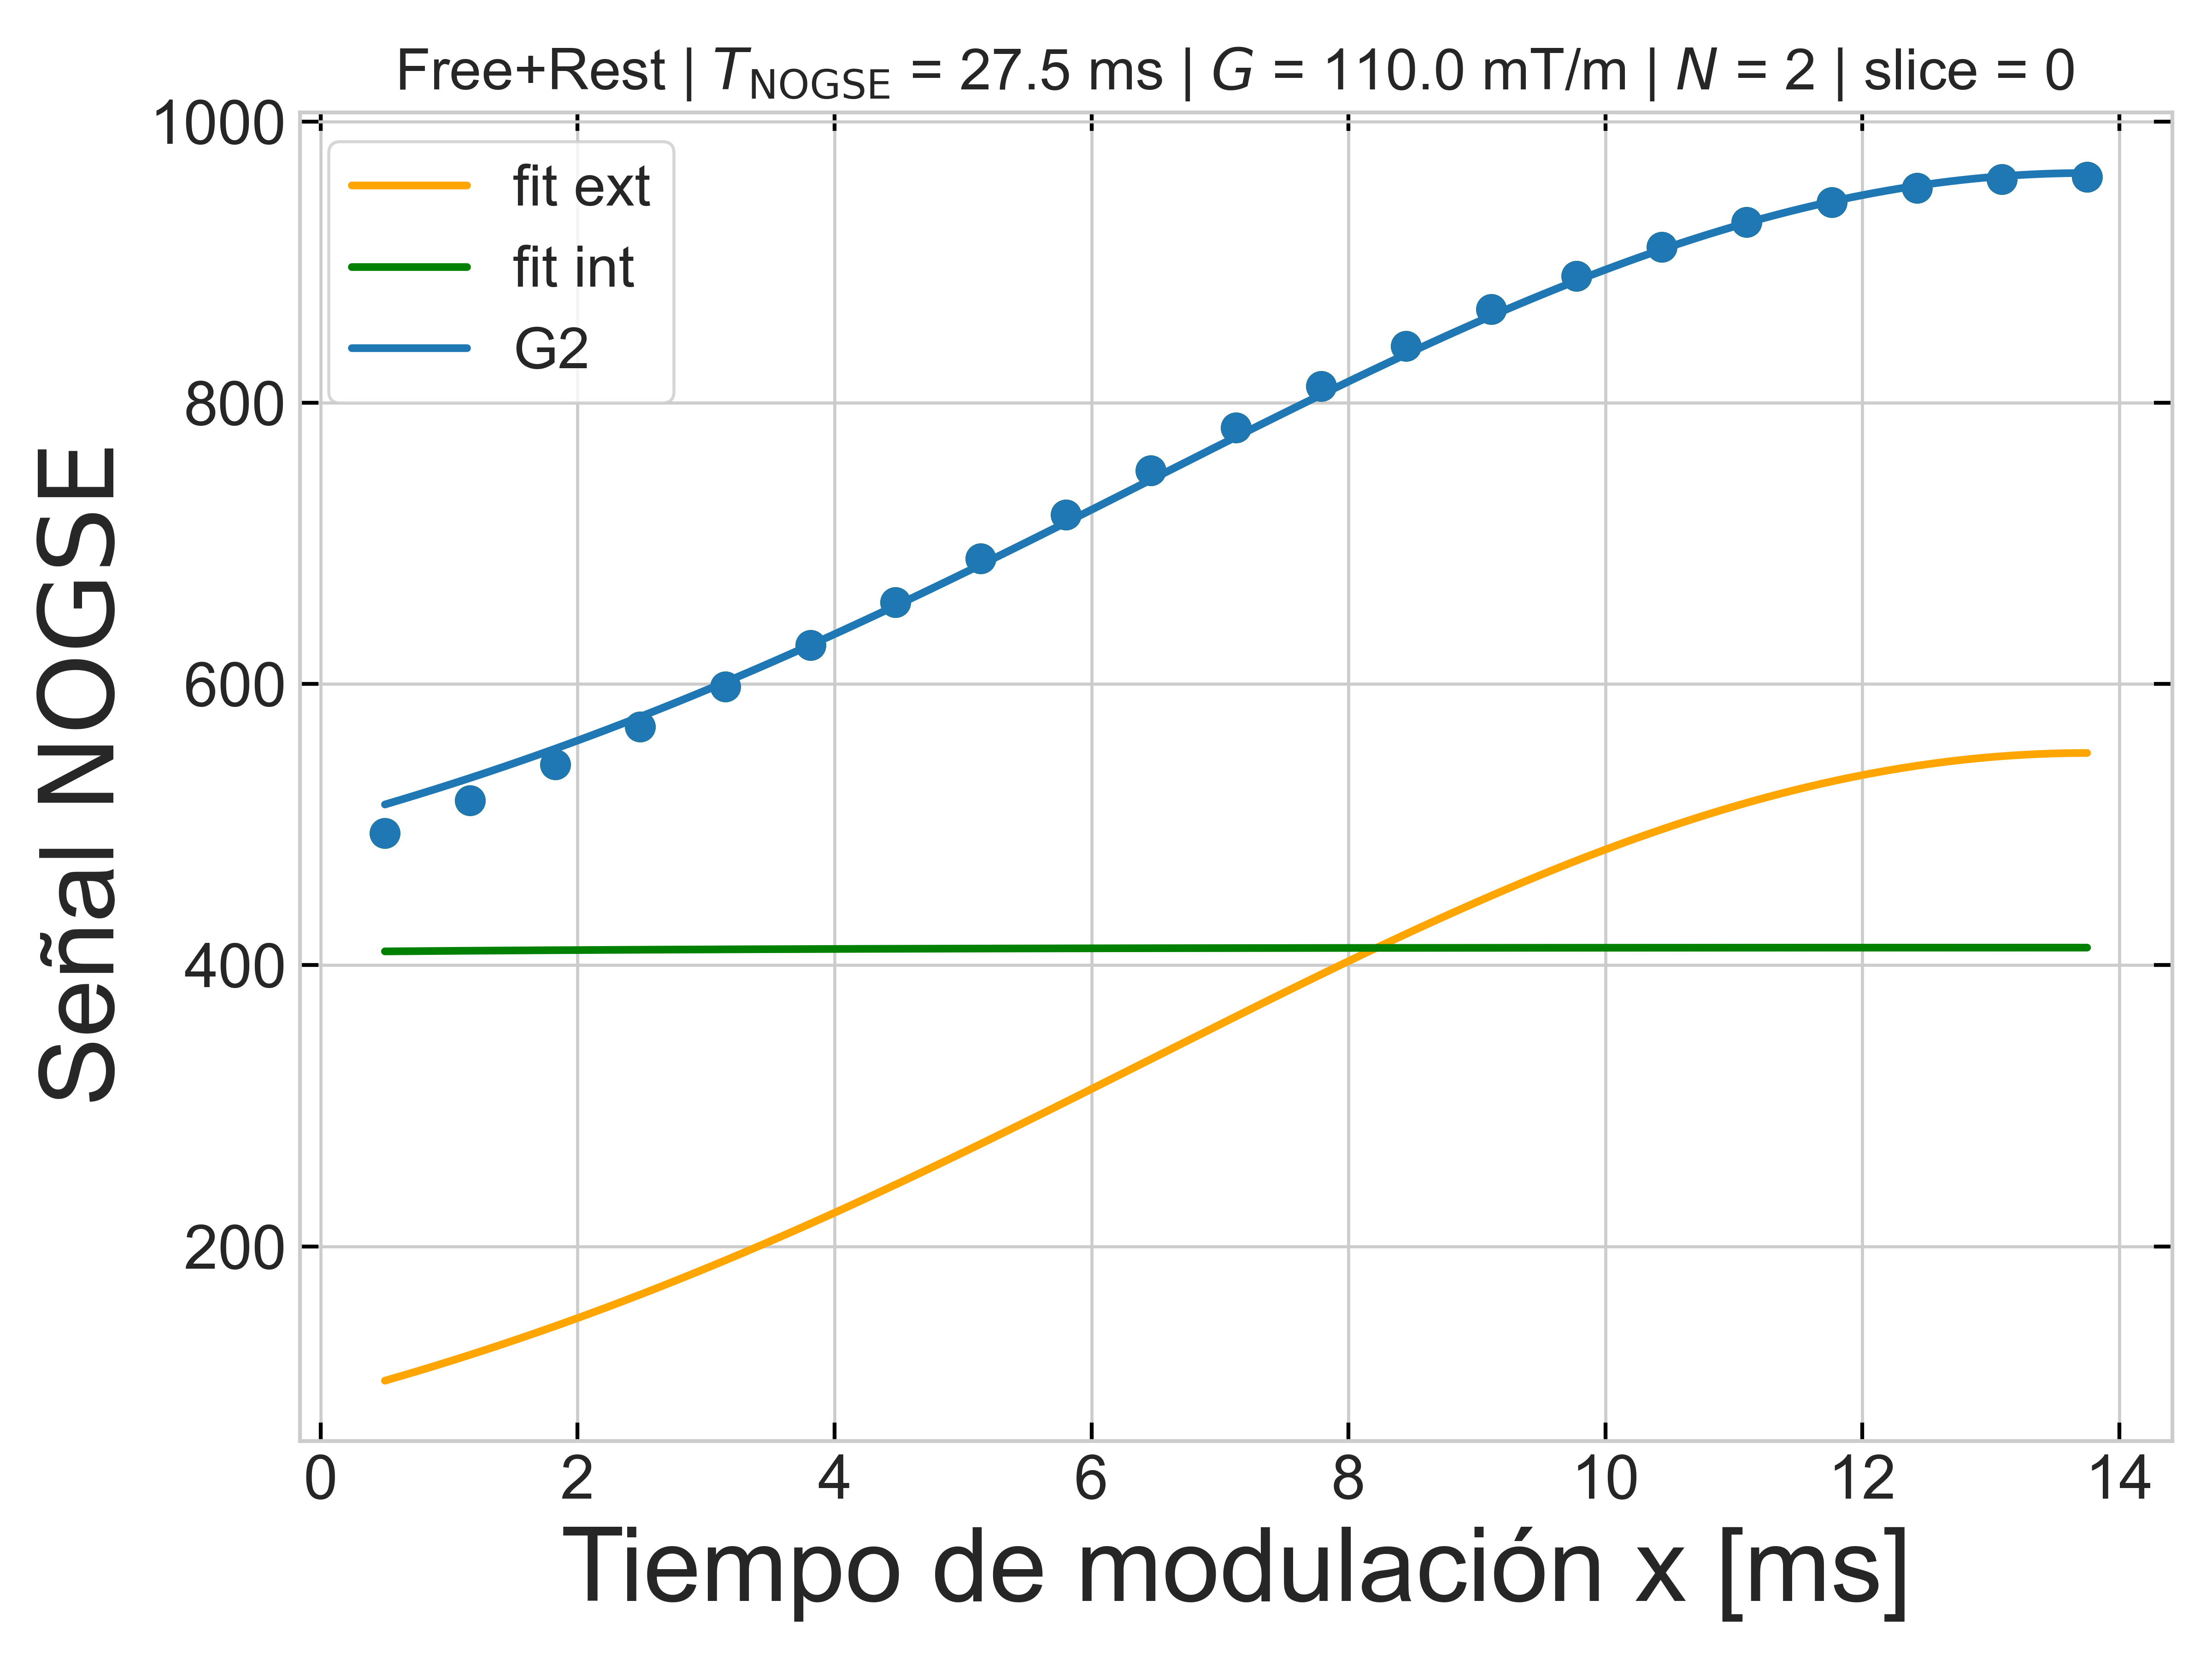 Free+Rest | T_NOGSE = 27.5 ms | G = 110.0 mT/m | N = 2 | slice = 0
1000
800
600
400
200
Señal NOGSE
fit ext
fit int
G2
0 2 4 6 8 10 12 14
Tiempo de modulación x [ms]